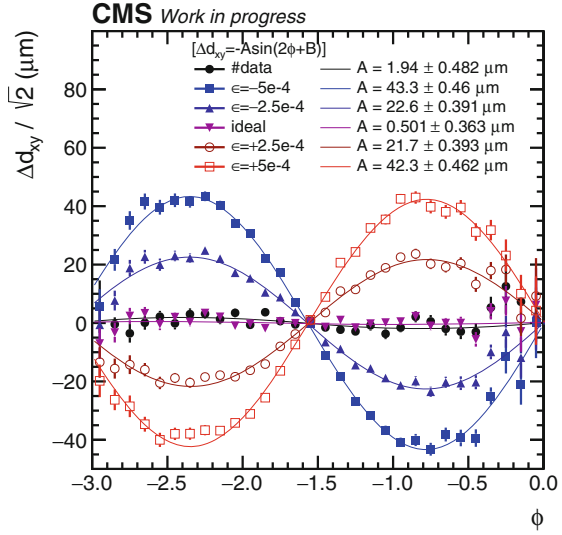 CMS Work in progress
[Δd_xy=-Asin(2ϕ+B)]
#data A = 1.94 ± 0.482 μm
ϵ=−5e-4 A = 43.3 ± 0.46 μm
ϵ=−2.5e-4 A = 22.6 ± 0.391 μm
ideal A = 0.501 ± 0.363 μm
ϵ=+2.5e-4 A = 21.7 ± 0.393 μm
ϵ=+5e-4 A = 42.3 ± 0.462 μm
Δd_xy / √2 (μm)
80
60
40
20
0
−20
−40
−3.0 −2.5 −2.0 −1.5 −1.0 −0.5 0.0
ϕ